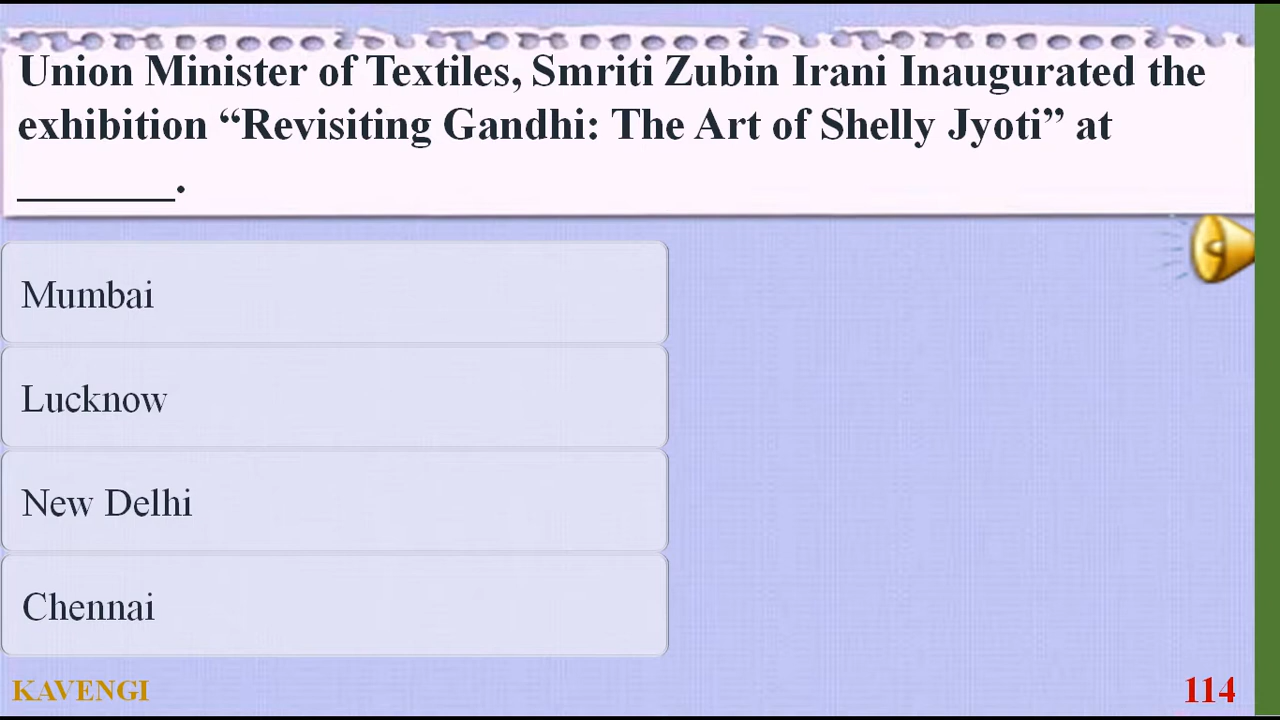 Union Minister of Textiles, Smriti Zubin Irani Inaugurated the
exhibition “Revisiting Gandhi: The Art of Shelly Jyoti” at
_______.
Mumbai
Lucknow
New Delhi
Chennai
KAVENGI
114